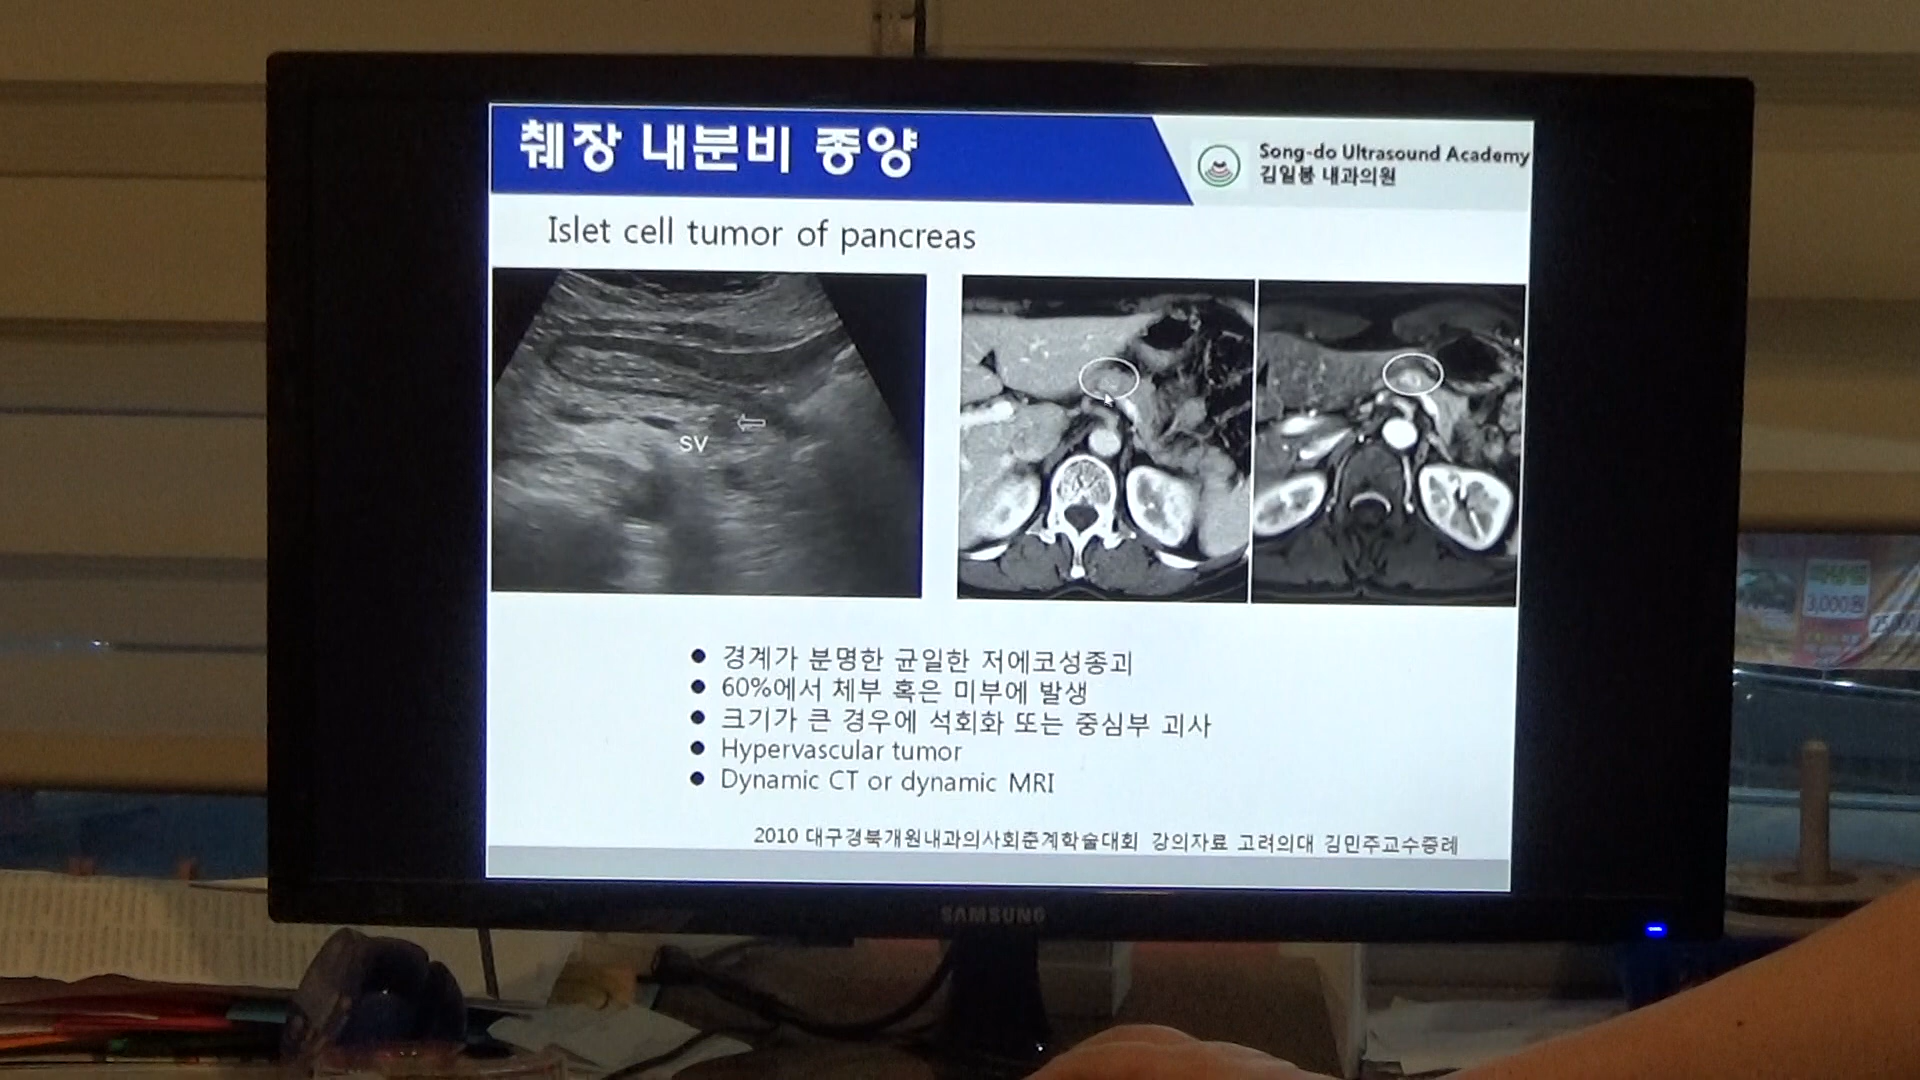 췌장 내분비 종양
Song-do Ultrasound Academy
김일봉 내과의원
Islet cell tumor of pancreas
SV
● 경계가 분명한 균일한 저에코성종괴
● 60%에서 체부 혹은 미부에 발생
● 크기가 큰 경우에 석회화 또는 중심부 괴사
● Hypervascular tumor
● Dynamic CT or dynamic MRI
2010 대구경북개원내과의사회춘계학술대회 강의자료 고려의대 김민주교수증례
SAMSUNG
3,000원